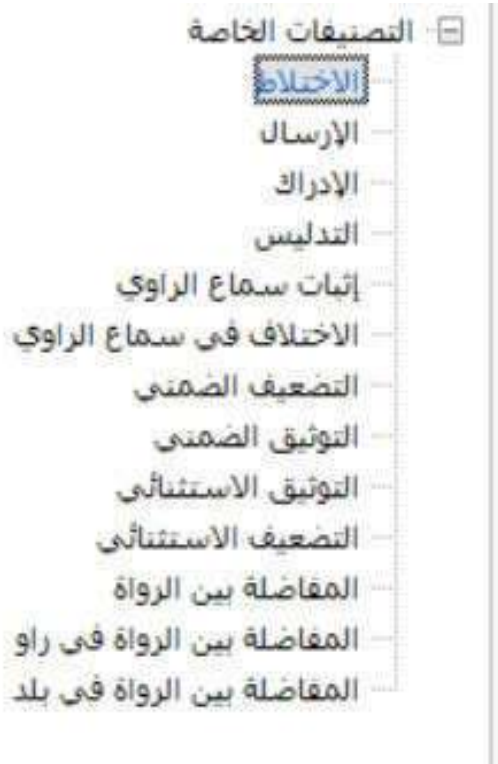 التصنيفات الخاصة
الاختلاط
الإرسال
الإدراك
التدليس
إثبات سماع الراوي
الاختلاف في سماع الراوي
التضعيف الضمني
التوثيق الضمني
التوثيق الاستثنائي
التضعيف الاستثنائي
المفاضلة بين الرواة
المفاضلة بين الرواة في راو
المفاضلة بين الرواة في بلد